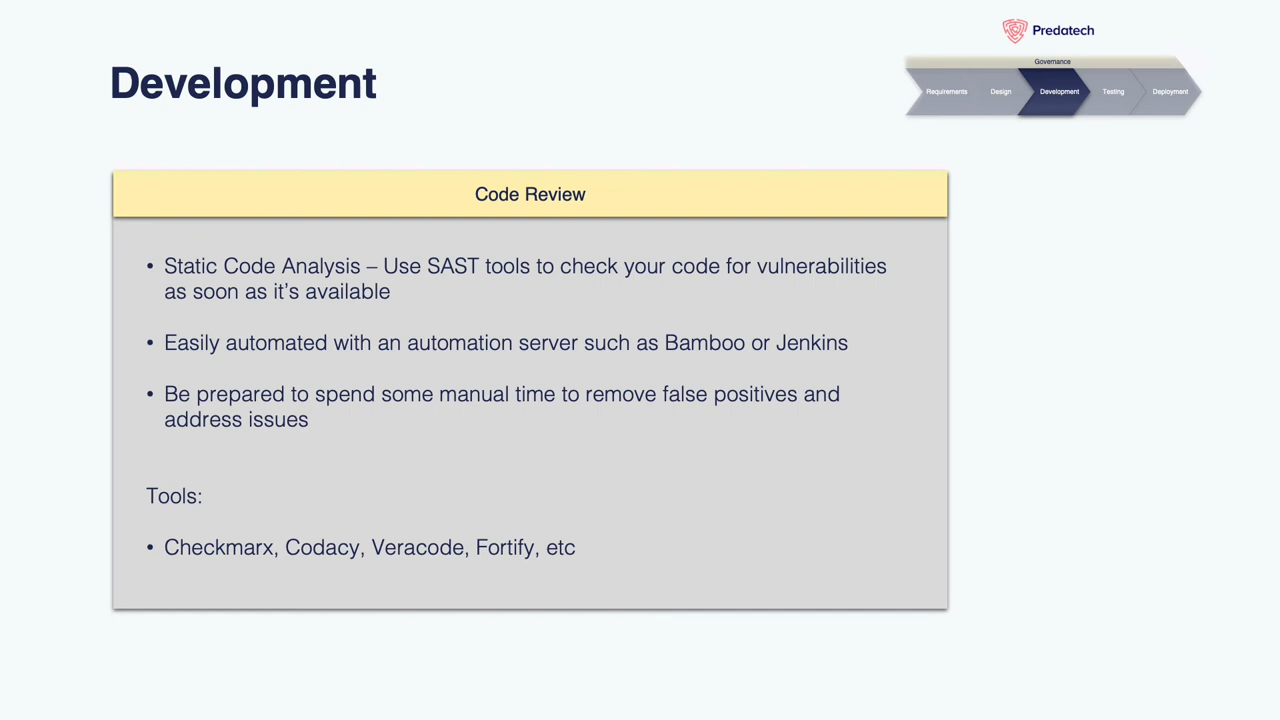 Predatech
Development
Governance
Requirements
Design
Development
Testing
Deployment
Code Review
• Static Code Analysis – Use SAST tools to check your code for vulnerabilities
as soon as it’s available
• Easily automated with an automation server such as Bamboo or Jenkins
• Be prepared to spend some manual time to remove false positives and
address issues
Tools:
• Checkmarx, Codacy, Veracode, Fortify, etc